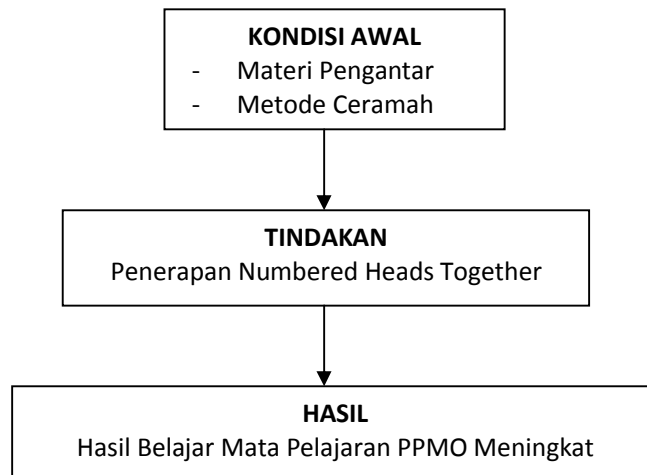 KONDISI AWAL
- Materi Pengantar
- Metode Ceramah
TINDAKAN
Penerapan Numbered Heads Together
HASIL
Hasil Belajar Mata Pelajaran PPMO Meningkat